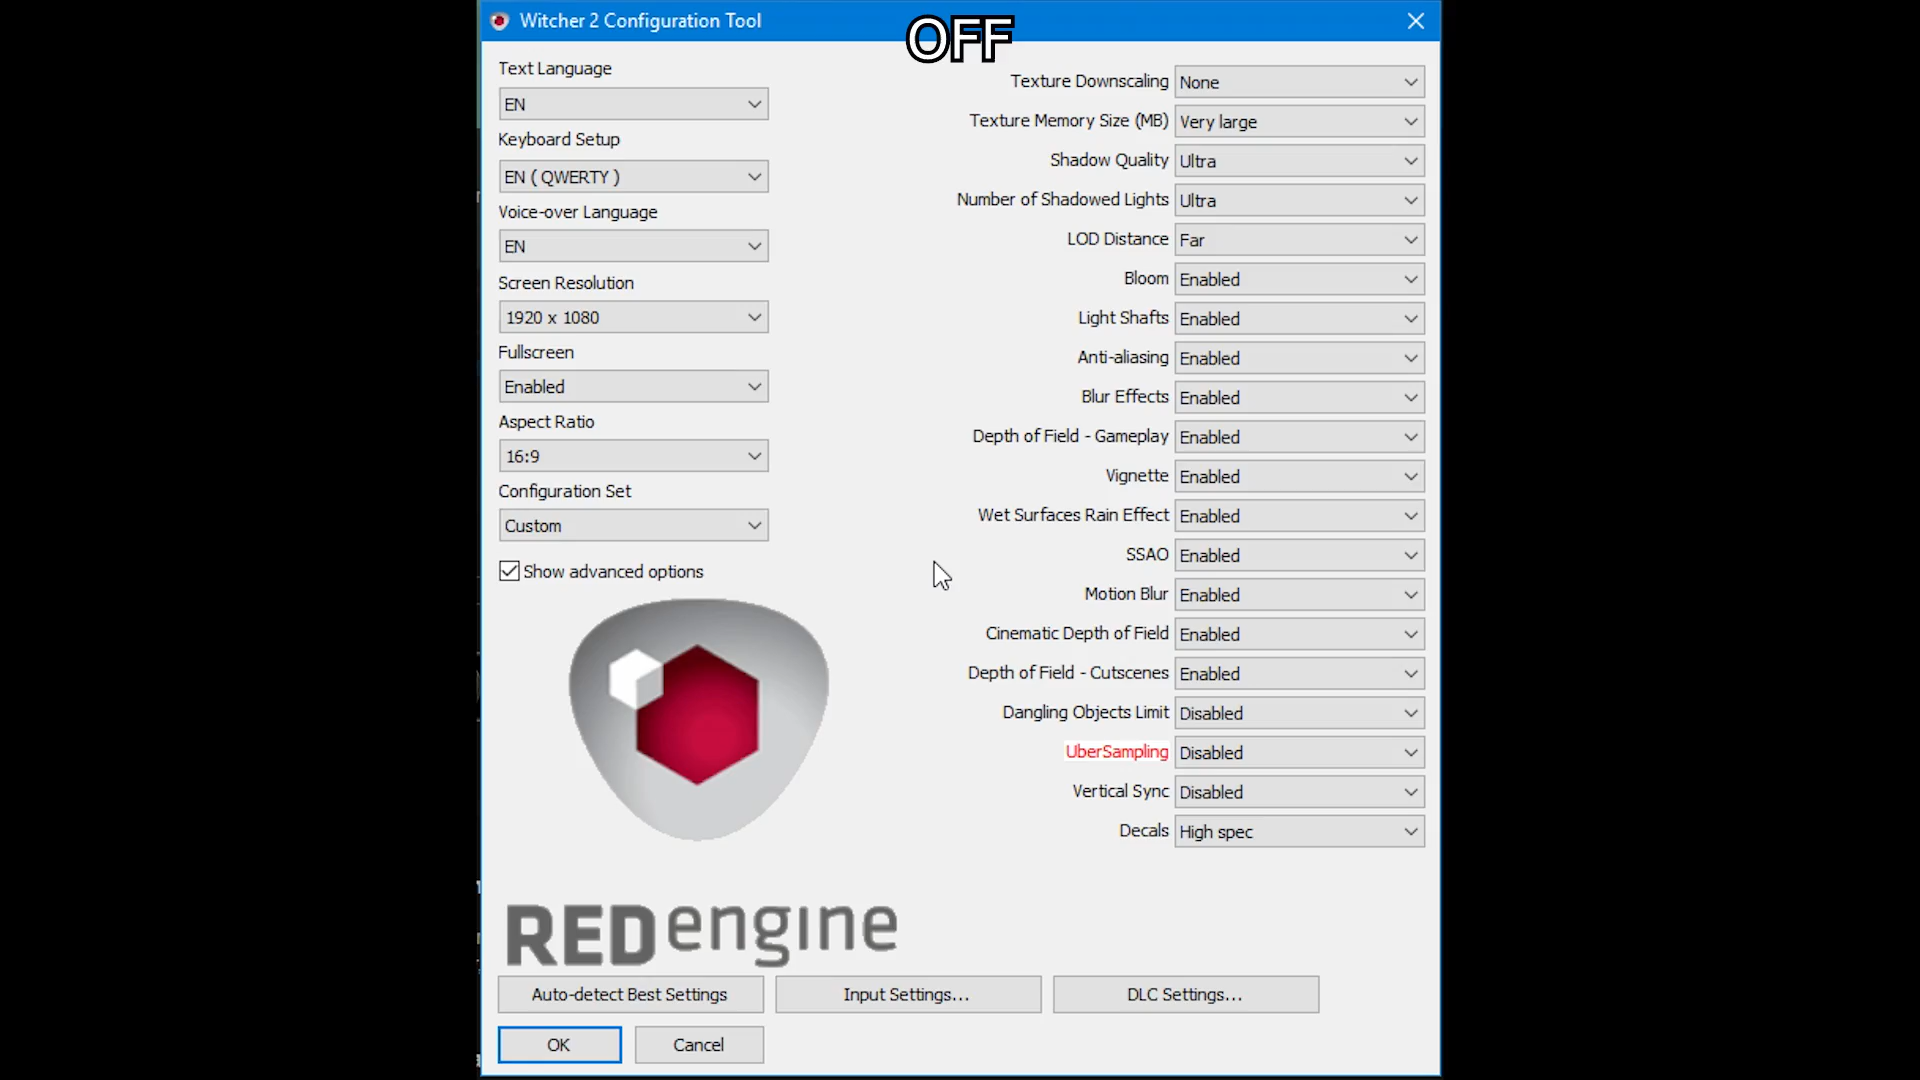 Witcher 2 Configuration Tool
OFF
Text Language
EN
Keyboard Setup
EN ( QWERTY )
Voice-over Language
EN
Screen Resolution
1920 x 1080
Fullscreen
Enabled
Aspect Ratio
16:9
Configuration Set
Custom
Show advanced options
Texture Downscaling None
Texture Memory Size (MB) Very large
Shadow Quality Ultra
Number of Shadowed Lights Ultra
LOD Distance Far
Bloom Enabled
Light Shafts Enabled
Anti-aliasing Enabled
Blur Effects Enabled
Depth of Field - Gameplay Enabled
Vignette Enabled
Wet Surfaces Rain Effect Enabled
SSAO Enabled
Motion Blur Enabled
Cinematic Depth of Field Enabled
Depth of Field - Cutscenes Enabled
Dangling Objects Limit Disabled
UberSampling Disabled
Vertical Sync Disabled
Decals High spec
REDengine
Auto-detect Best Settings Input Settings... DLC Settings...
OK Cancel